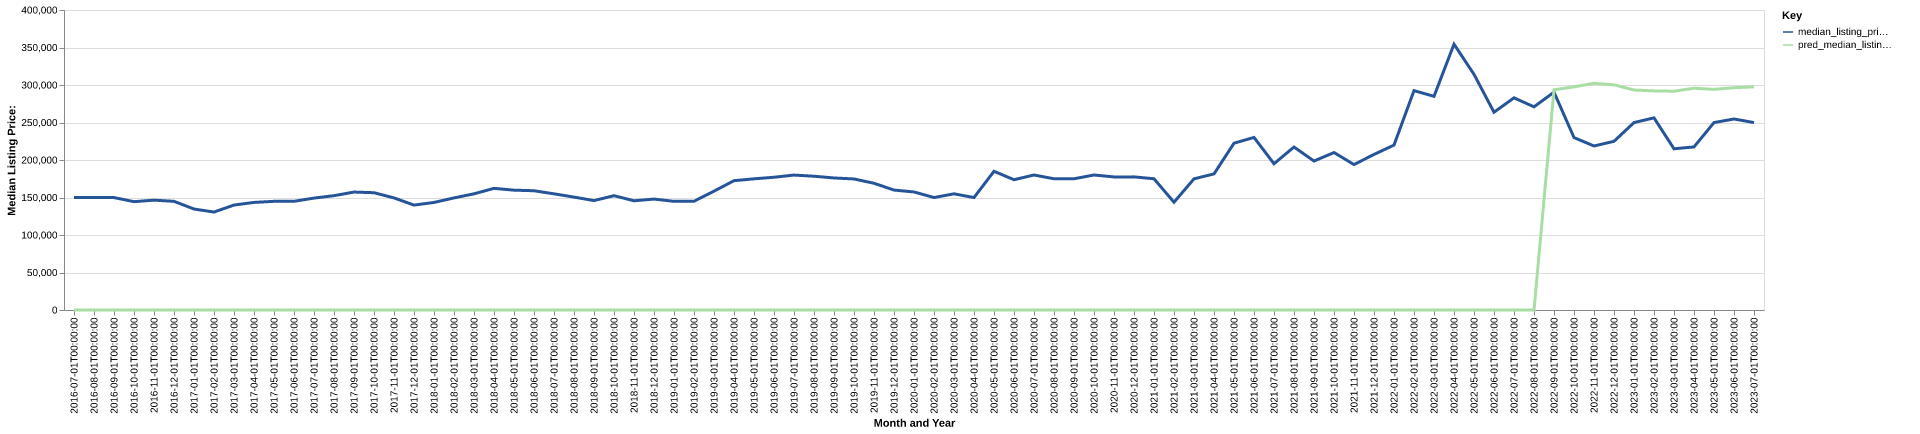 400,000
350,000
300,000
250,000
200,000
150,000
100,000
50,000
0
Median Listing Price:
2016-07-01T00:00:00
2016-08-01T00:00:00
2016-09-01T00:00:00
2016-10-01T00:00:00
2016-11-01T00:00:00
2016-12-01T00:00:00
2017-01-01T00:00:00
2017-02-01T00:00:00
2017-03-01T00:00:00
2017-04-01T00:00:00
2017-05-01T00:00:00
2017-06-01T00:00:00
2017-07-01T00:00:00
2017-08-01T00:00:00
2017-09-01T00:00:00
2017-10-01T00:00:00
2017-11-01T00:00:00
2017-12-01T00:00:00
2018-01-01T00:00:00
2018-02-01T00:00:00
2018-03-01T00:00:00
2018-04-01T00:00:00
2018-05-01T00:00:00
2018-06-01T00:00:00
2018-07-01T00:00:00
2018-08-01T00:00:00
2018-09-01T00:00:00
2018-10-01T00:00:00
2018-11-01T00:00:00
2018-12-01T00:00:00
2019-01-01T00:00:00
2019-02-01T00:00:00
2019-03-01T00:00:00
2019-04-01T00:00:00
2019-05-01T00:00:00
2019-06-01T00:00:00
2019-07-01T00:00:00
2019-08-01T00:00:00
2019-09-01T00:00:00
2019-10-01T00:00:00
2019-11-01T00:00:00
2019-12-01T00:00:00
2020-01-01T00:00:00
2020-02-01T00:00:00
2020-03-01T00:00:00
2020-04-01T00:00:00
2020-05-01T00:00:00
2020-06-01T00:00:00
2020-07-01T00:00:00
2020-08-01T00:00:00
2020-09-01T00:00:00
2020-10-01T00:00:00
2020-11-01T00:00:00
2020-12-01T00:00:00
2021-01-01T00:00:00
2021-02-01T00:00:00
2021-03-01T00:00:00
2021-04-01T00:00:00
2021-05-01T00:00:00
2021-06-01T00:00:00
2021-07-01T00:00:00
2021-08-01T00:00:00
2021-09-01T00:00:00
2021-10-01T00:00:00
2021-11-01T00:00:00
2021-12-01T00:00:00
2022-01-01T00:00:00
2022-02-01T00:00:00
2022-03-01T00:00:00
2022-04-01T00:00:00
2022-05-01T00:00:00
2022-06-01T00:00:00
2022-07-01T00:00:00
2022-08-01T00:00:00
2022-09-01T00:00:00
2022-10-01T00:00:00
2022-11-01T00:00:00
2022-12-01T00:00:00
2023-01-01T00:00:00
2023-02-01T00:00:00
2023-03-01T00:00:00
2023-04-01T00:00:00
2023-05-01T00:00:00
2023-06-01T00:00:00
2023-07-01T00:00:00
Month and Year
Key
median_listing_pri…
pred_median_listin…